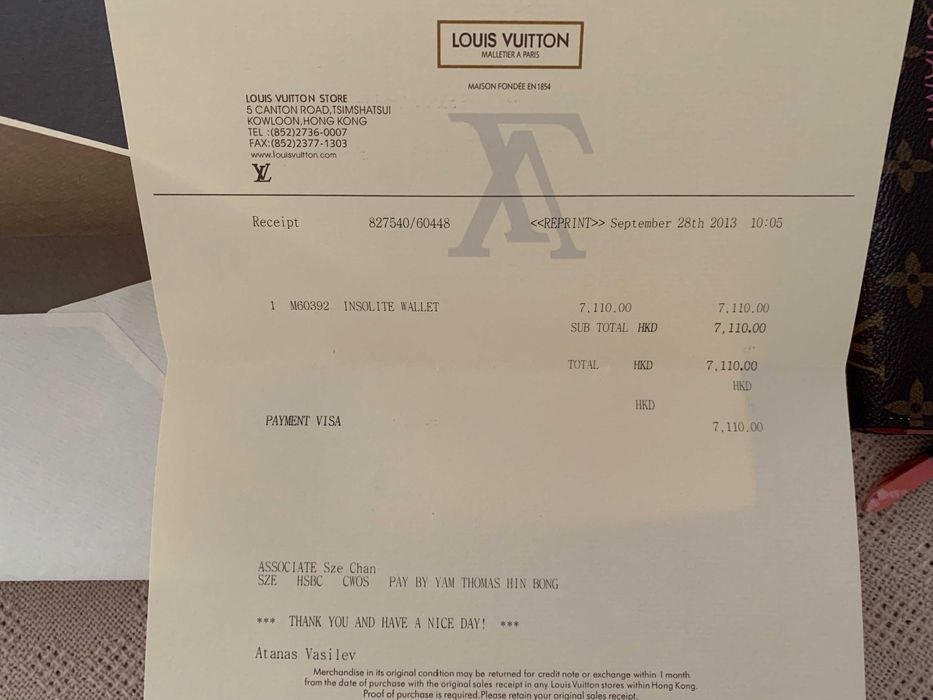 LOUIS VUITTON
MALLETIER A PARIS
MAISON FONDÉE EN 1854
LOUIS VUITTON STORE
5 CANTON ROAD,TSIMSHATSUI
KOWLOON,HONG KONG
TEL :(852)2736-0007
FAX:(852)2377-1303
www.louisvuitton.com
LV
Receipt 827540/60448 <<REPRINT>> September 28th 2013 10:05
1 M60392 INSOLITE WALLET 7,110.00 7,110.00
SUB TOTAL HKD 7,110.00
TOTAL HKD 7,110.00
HKD
HKD
PAYMENT VISA 7,110.00
ASSOCIATE Sze Chan
SZE HSBC CWOS PAY BY YAM THOMAS HIN BONG
*** THANK YOU AND HAVE A NICE DAY! ***
Atanas Vasilev
Merchandise in its original condition may be returned for credit note or exchange within 1 month
from the date of purchase with the original sales receipt in any Louis Vuitton stores within Hong Kong.
Proof of purchase is required. Please retain your original sales receipt.